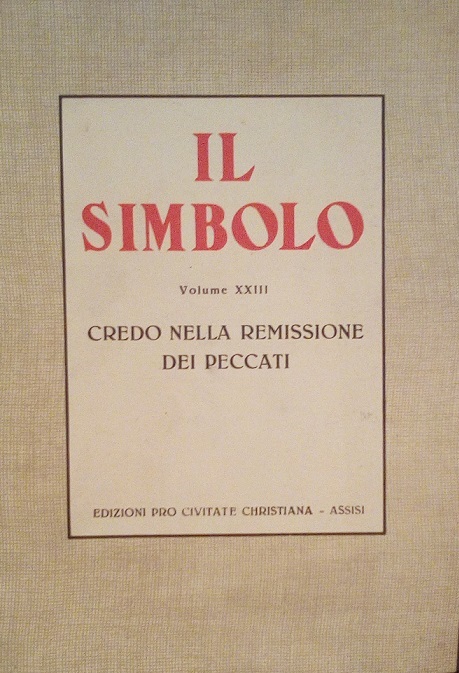 IL
SIMBOLO
Volume XXIII
CREDO NELLA REMISSIONE
DEI PECCATI
EDIZIONI PRO CIVITATE CHRISTIANA - ASSISI